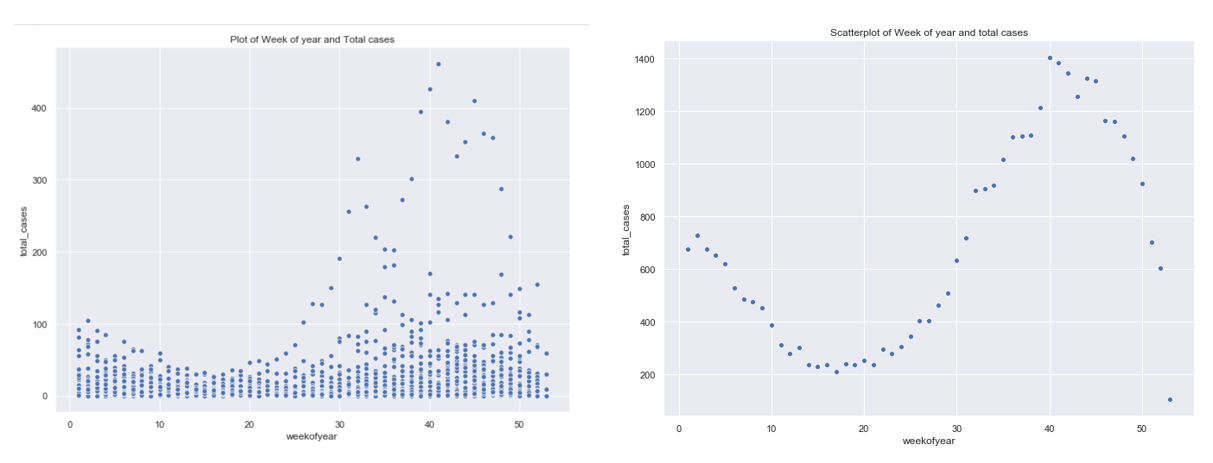 Plot of Week of year and Total cases
400
300
200
100
0
total_cases
0 10 20 30 40 50
weekofyear
Scatterplot of Week of year and total cases
1400
1200
1000
800
600
400
200
total_cases
0 10 20 30 40 50
weekofyear